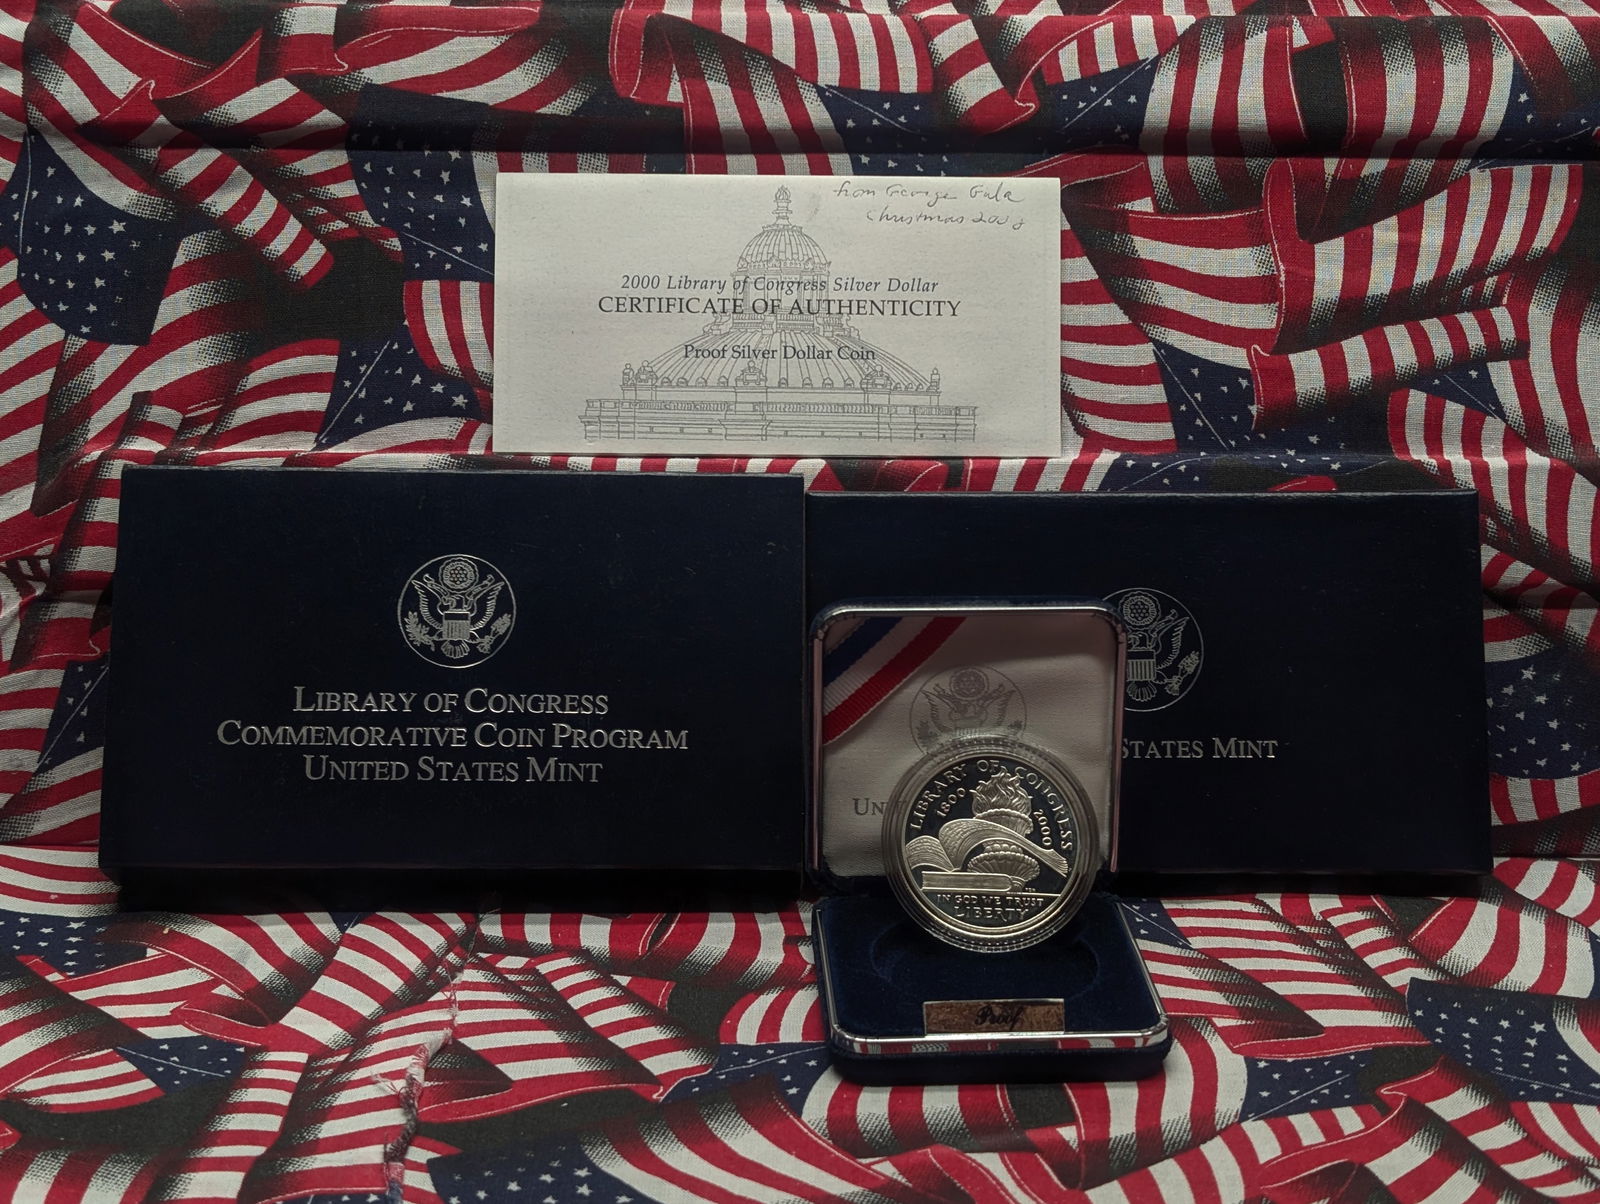 from George Gula
Christmas 200
2000 Library of Congress Silver Dollar
CERTIFICATE OF AUTHENTICITY
Proof Silver Dollar Coin
LIBRARY OF CONGRESS
COMMEMORATIVE COIN PROGRAM
UNITED STATES MINT
STATES MINT
UN
LIBRARY OF CONGRESS
1800 2000
IN GOD WE TRUST
LIBERTY
Proof